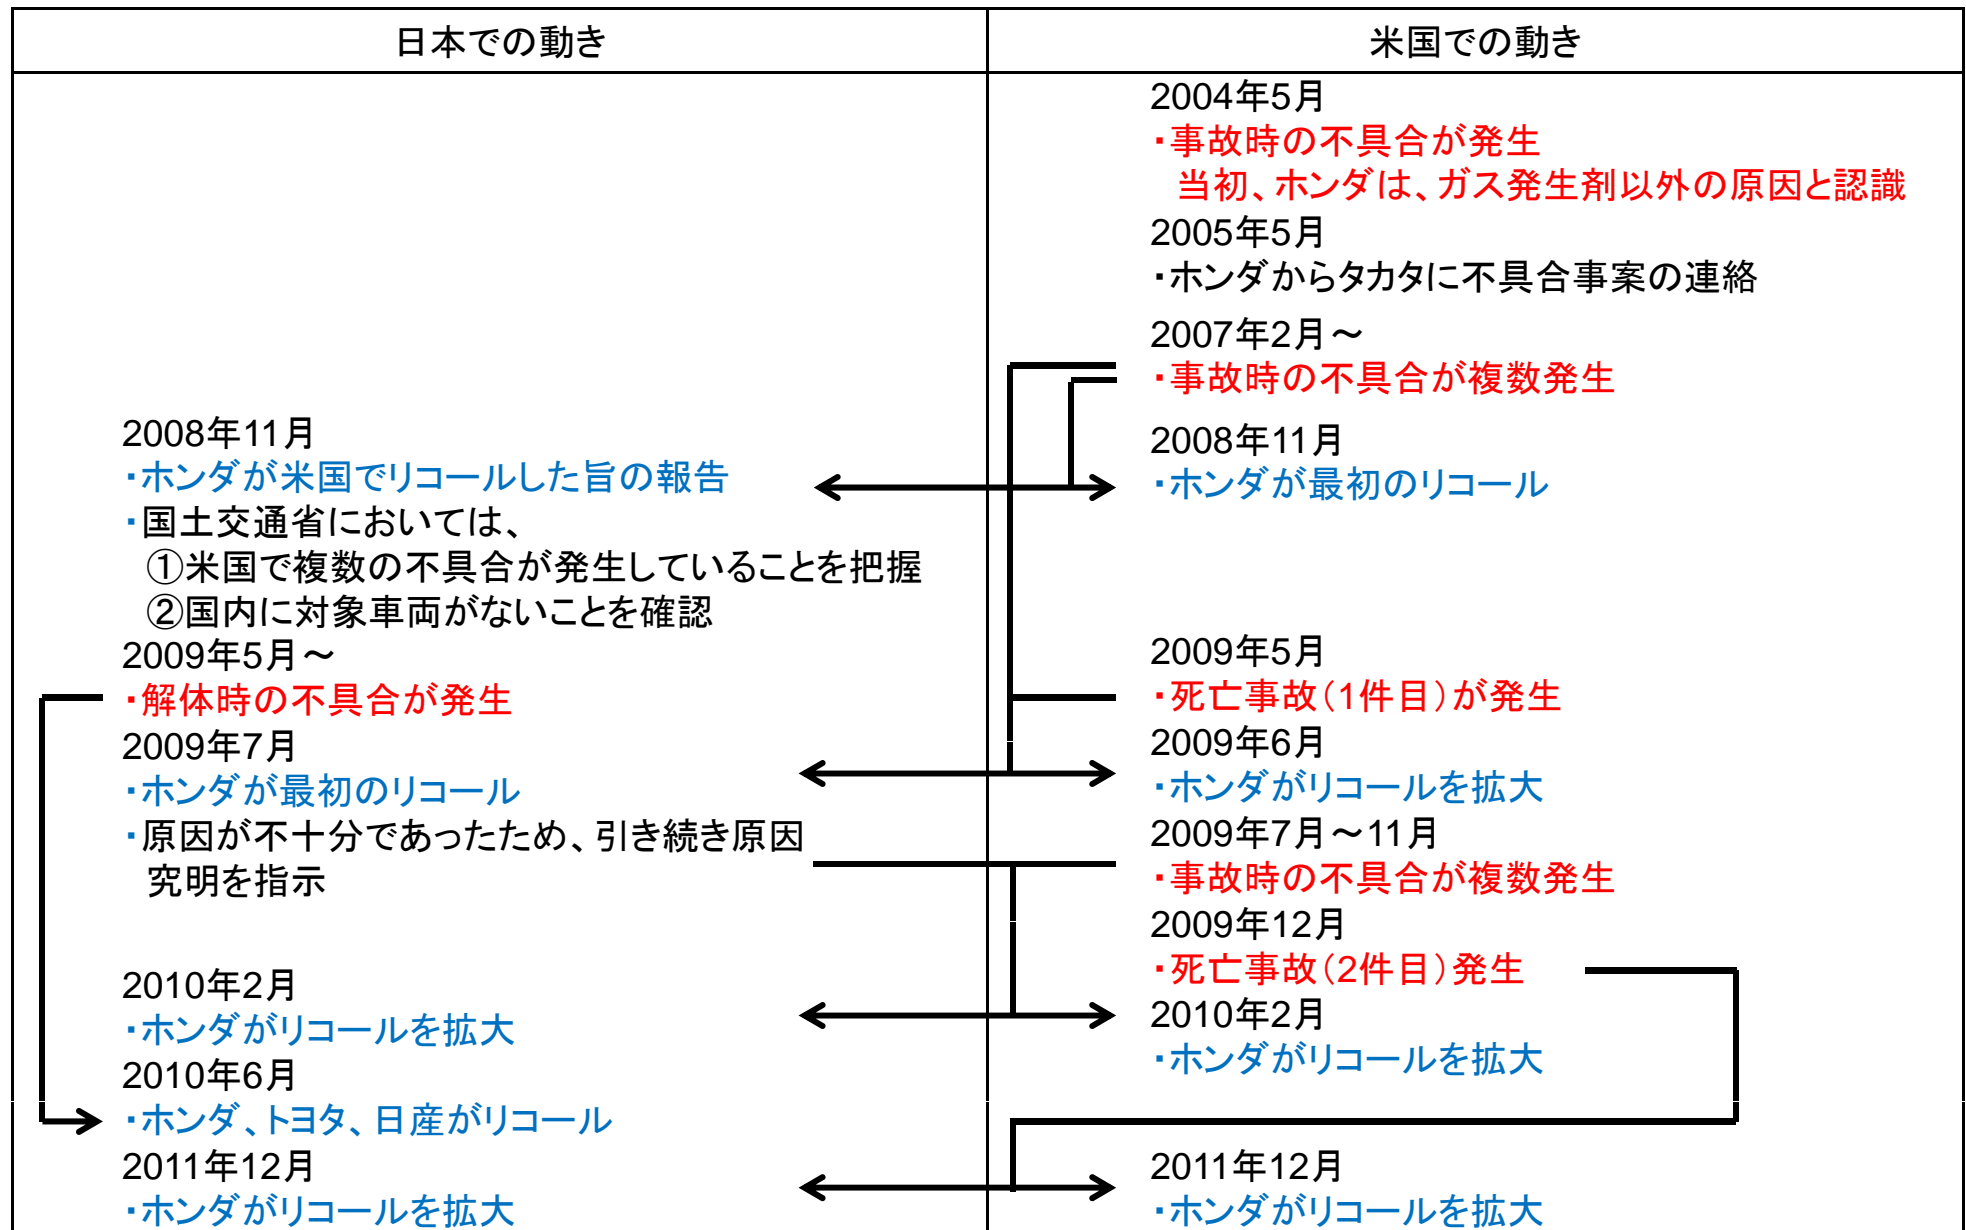 日本での動き
米国での動き
2008年11月
・ホンダが米国でリコールした旨の報告
・国土交通省においては、
①米国で複数の不具合が発生していることを把握
②国内に対象車両がないことを確認
2009年5月～
・解体時の不具合が発生
2009年7月
・ホンダが最初のリコール
・原因が不十分であったため、引き続き原因
究明を指示
2010年2月
・ホンダがリコールを拡大
2010年6月
・ホンダ、トヨタ、日産がリコール
2011年12月
・ホンダがリコールを拡大
2004年5月
・事故時の不具合が発生
当初、ホンダは、ガス発生剤以外の原因と認識
2005年5月
・ホンダからタカタに不具合事案の連絡
2007年2月～
・事故時の不具合が複数発生
2008年11月
・ホンダが最初のリコール
2009年5月
・死亡事故（1件目）が発生
2009年6月
・ホンダがリコールを拡大
2009年7月～11月
・事故時の不具合が複数発生
2009年12月
・死亡事故（2件目）発生
2010年2月
・ホンダがリコールを拡大
2011年12月
・ホンダがリコールを拡大